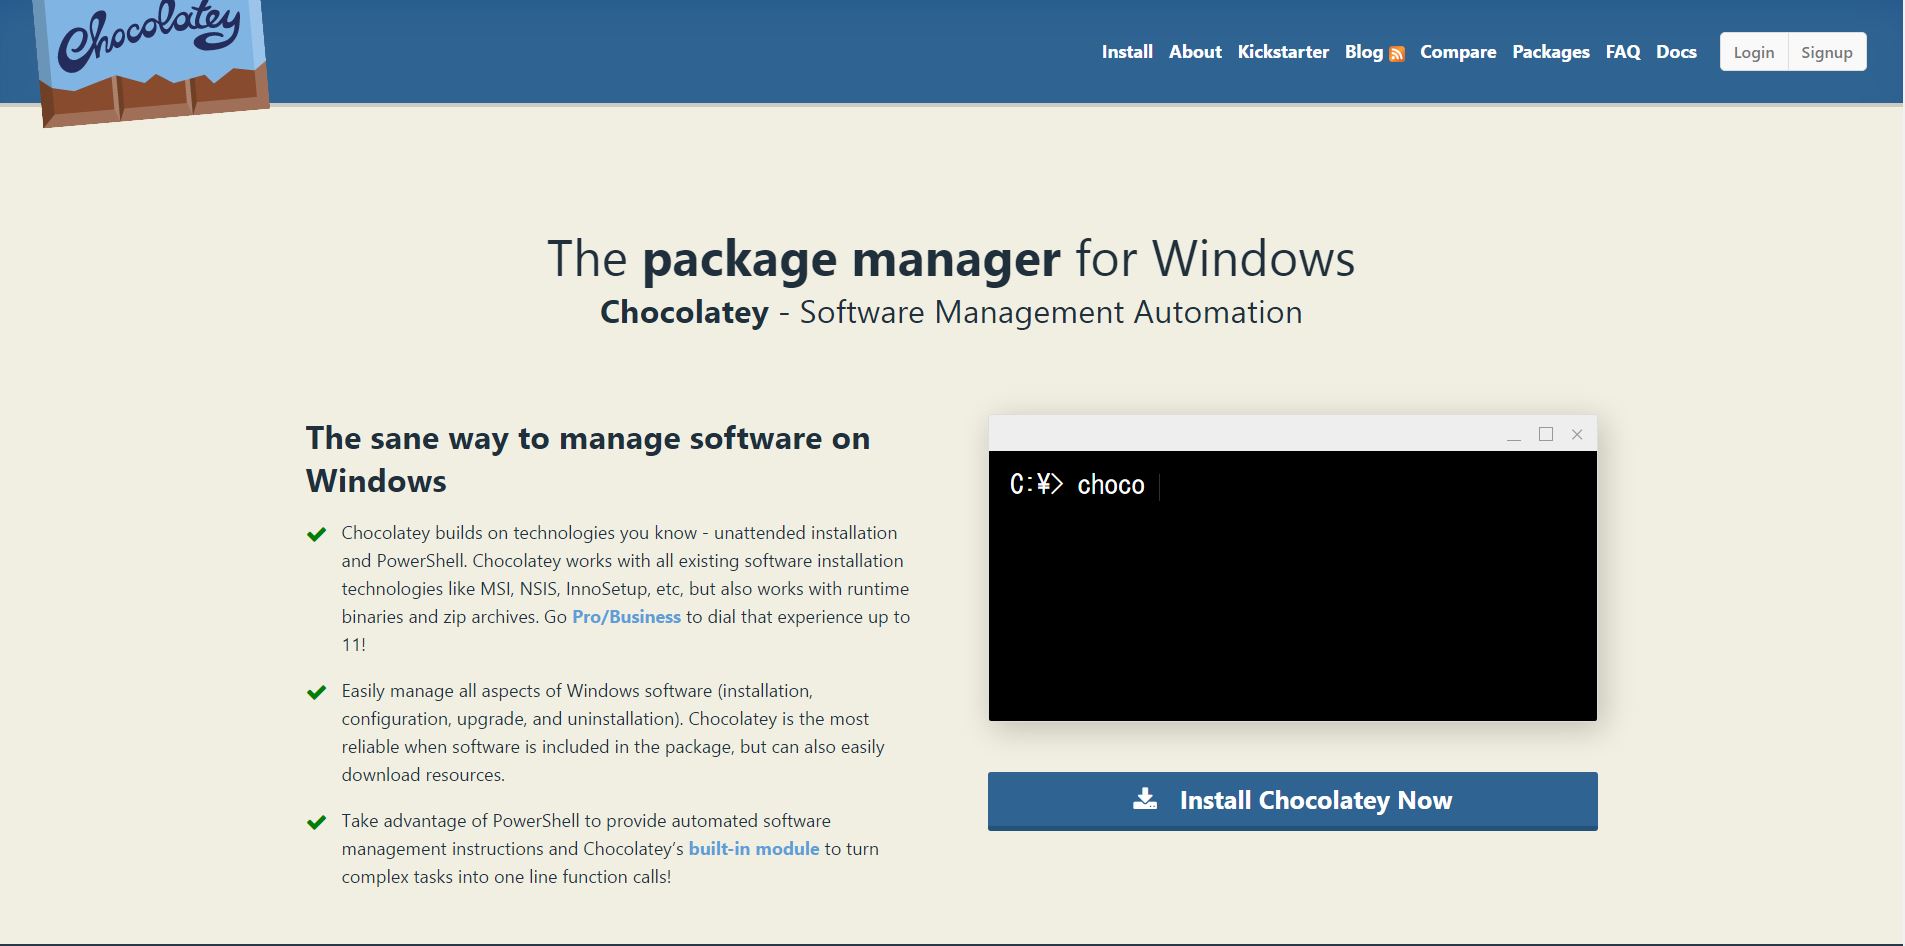 Chocolatey
Install About Kickstarter Blog Compare Packages FAQ Docs Login Signup
The package manager for Windows
Chocolatey - Software Management Automation
The sane way to manage software on
Windows
Chocolatey builds on technologies you know - unattended installation
and PowerShell. Chocolatey works with all existing software installation
technologies like MSI, NSIS, InnoSetup, etc, but also works with runtime
binaries and zip archives. Go Pro/Business to dial that experience up to
11!
Easily manage all aspects of Windows software (installation,
configuration, upgrade, and uninstallation). Chocolatey is the most
reliable when software is included in the package, but can also easily
download resources.
Take advantage of PowerShell to provide automated software
management instructions and Chocolatey’s built-in module to turn
complex tasks into one line function calls!
C:¥> choco
Install Chocolatey Now